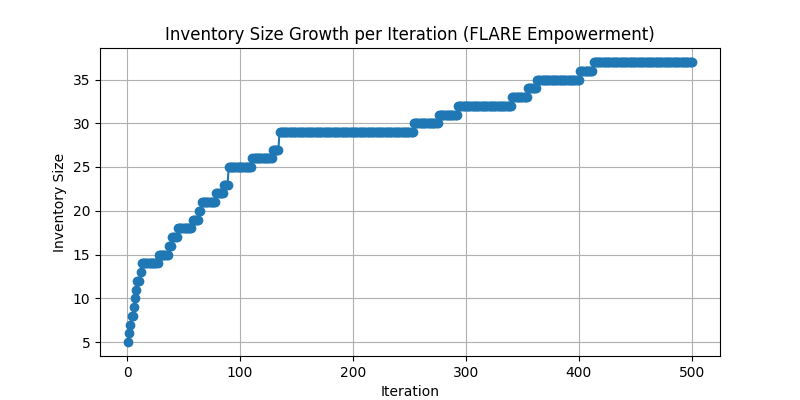 Inventory Size Growth per Iteration (FLARE Empowerment)
Inventory Size
35
30
25
20
15
10
5
0 100 200 300 400 500
Iteration